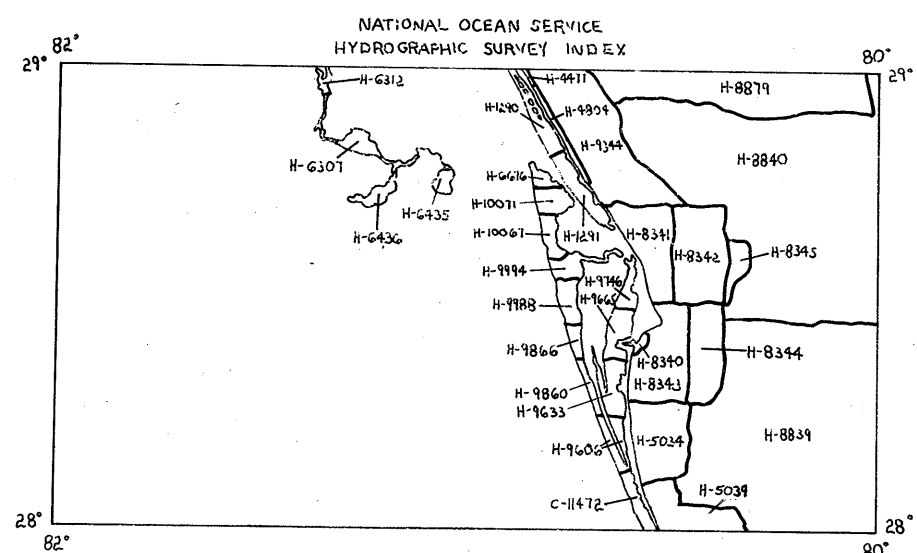 NATIONAL OCEAN SERVICE
HYDROGRAPHIC SURVEY INDEX
82° 80°
29° 29°
H-6312
H-4471
H-8879
H-1290
H-4804
H-9344
H-8840
H-6307
H-6676
H-6435
H-10071
H-6436
H-10067
H-1291
H-8341
H-8342
H-8345
H-9994
H-9746
H-9988
H-9665
H-9866
H-8340
H-8344
H-9860
H-8343
H-9633
H-9606
H-5034
H-8839
C-11472
H-5039
28° 28°
82° 80°